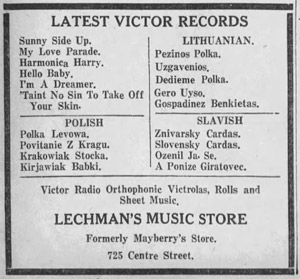 LATEST VICTOR RECORDS
Sunny Side Up.
My Love Parade.
Harmonica Harry.
Hello Baby.
I'm A Dreamer.
'Taint No Sin To Take Off
Your Skin.
LITHUANIAN.
Pezinos Polka.
Uzgavenios.
Dedieme Polka.
Gero Uyso.
Gospadinez Benkietas.
POLISH
Polka Levowa.
Povitanie Z Kragu.
Krakowiak Stocka.
Kirjawiak Babki.
SLAVISH
Znivarsky Cardas.
Slovensky Cardas.
Ozenil Ja. Se.
A Ponize Giratovec.
Victor Radio Orthophonic Victrolas, Rolls and
Sheet Music.
LECHMAN'S MUSIC STORE
Formerly Mayberry's Store.
725 Centre Street.